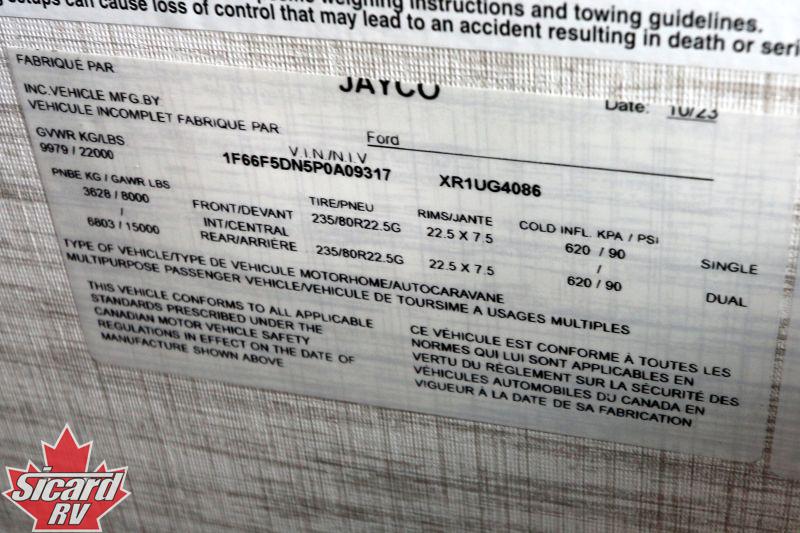 setups can cause loss of control that may lead to an accident resulting in death or seri
weighing instructions and towing guidelines.
FABRIQUÉ PAR JAYCO Date: 10/23
INC.VEHICLE MFG.BY
VEHICULE INCOMPLET FABRIQUE PAR Ford
GVWR KG/LBS V.I.N/N.I.V
9979 / 22000 1F66F5DN5P0A09317 XR1UG4086
PNBE KG / GAWR LBS TIRE/PNEU RIMS/JANTE COLD INFL. KPA / PSI
3628 / 8000 FRONT/DEVANT 235/80R22.5G 22.5 X 7.5 620 / 90 SINGLE
/ INT/CENTRAL /
6803 / 15000 REAR/ARRIÈRE 235/80R22.5G 22.5 X 7.5 620 / 90 DUAL
TYPE OF VEHICLE/TYPE DE VEHICULE MOTORHOME/AUTOCARAVANE
MULTIPURPOSE PASSENGER VEHICLE/VEHICULE DE TOURSIME A USAGES MULTIPLES
THIS VEHICLE CONFORMS TO ALL APPLICABLE
STANDARDS PRESCRIBED UNDER THE
CANADIAN MOTOR VEHICLE SAFETY
REGULATIONS IN EFFECT ON THE DATE OF
MANUFACTURE SHOWN ABOVE
CE VÉHICULE EST CONFORME À TOUTES LES
NORMES QUI LUI SONT APPLICABLES EN
VERTU DU RÈGLEMENT SUR LA SÉCURITÉ DES
VÉHICULES AUTOMOBILES DU CANADA EN
VIGUEUR À LA DATE DE SA FABRICATION
Sicard
RV